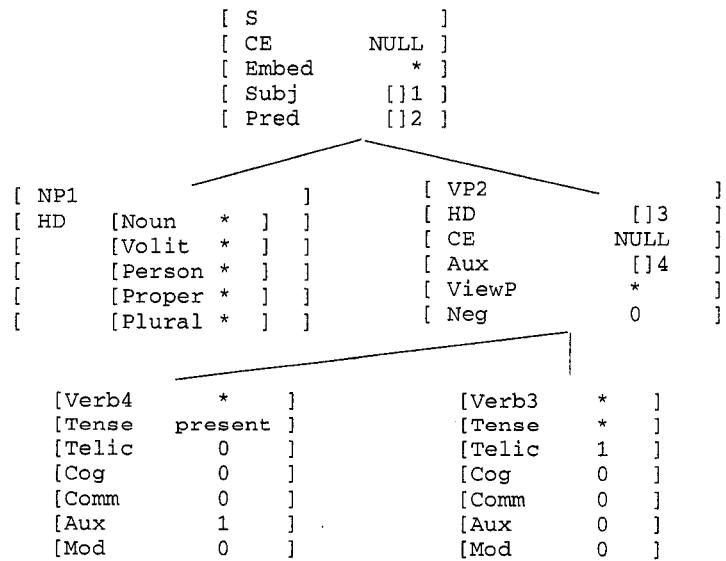 [ S ]
[ CE NULL ]
[ Embed * ]
[ Subj []1 ]
[ Pred []2 ]
[ NP1 ]
[ HD [Noun * ] ]
[ [Volit * ] ]
[ [Person * ] ]
[ [Proper * ] ]
[ [Plural * ] ]
[ VP2 ]
[ HD []3 ]
[ CE NULL ]
[ Aux []4 ]
[ ViewP * ]
[ Neg 0 ]
[Verb4 * ]
[Tense present ]
[Telic 0 ]
[Cog 0 ]
[Comm 0 ]
[Aux 1 ]
[Mod 0 ]
[Verb3 * ]
[Tense * ]
[Telic 1 ]
[Cog 0 ]
[Comm 0 ]
[Aux 0 ]
[Mod 0 ]